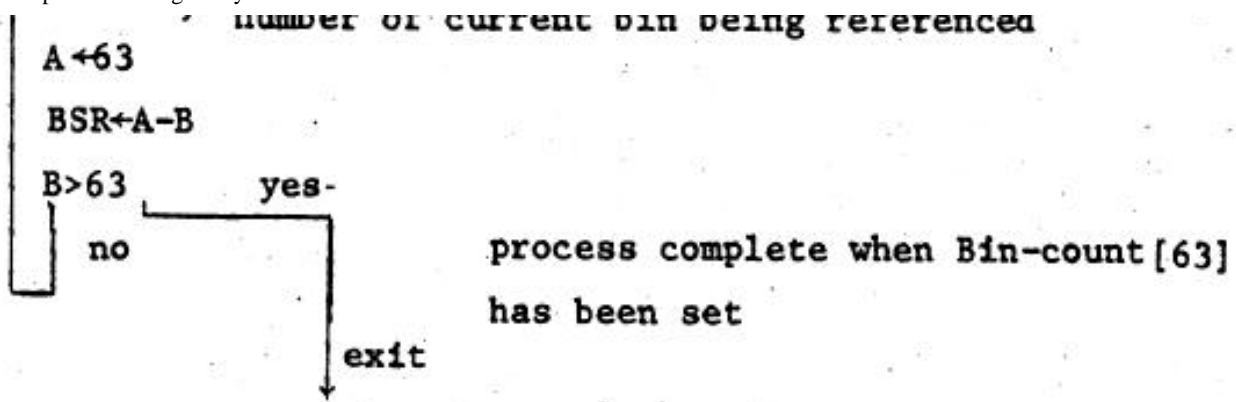 number of current bin being referenced
A←63
BSR←A-B
B>63 yes-
no process complete when Bin-count[63]
has been set
exit